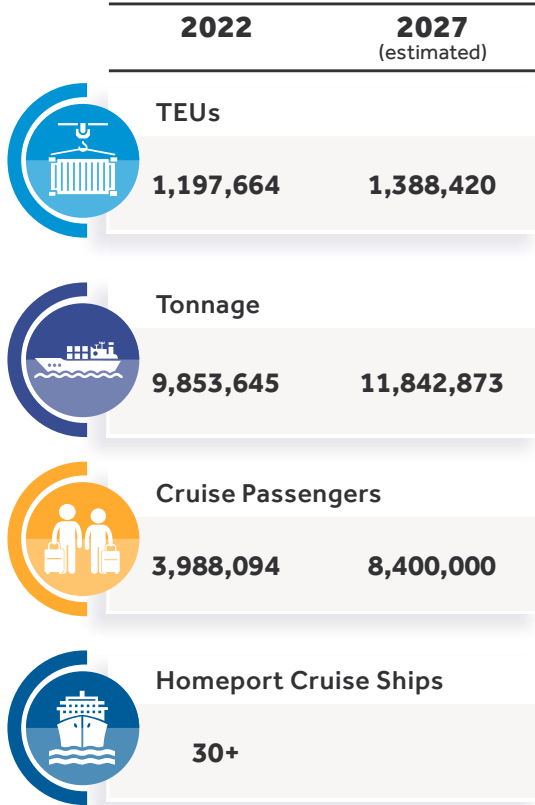 2022 2027
(estimated)
TEUs
1,197,664 1,388,420
Tonnage
9,853,645 11,842,873
Cruise Passengers
3,988,094 8,400,000
Homeport Cruise Ships
30+